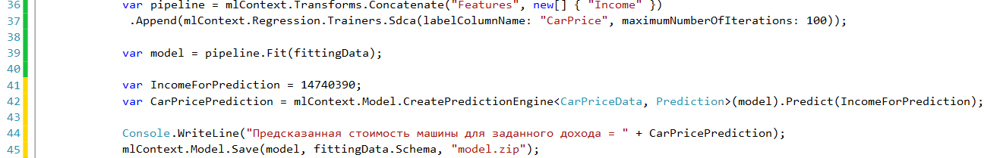 36 var pipeline = mlContext.Transforms.Concatenate("Features", new[] { "Income" })
37 .Append(mlContext.Regression.Trainers.Sdca(labelColumnName: "CarPrice", maximumNumberOfIterations: 100));
38
39 var model = pipeline.Fit(fittingData);
40
41 var IncomeForPrediction = 14740390;
42 var CarPricePrediction = mlContext.Model.CreatePredictionEngine<CarPriceData, Prediction>(model).Predict(IncomeForPrediction);
43
44 Console.WriteLine("Предсказанная стоимость машины для заданного дохода = " + CarPricePrediction);
45 mlContext.Model.Save(model, fittingData.Schema, "model.zip");